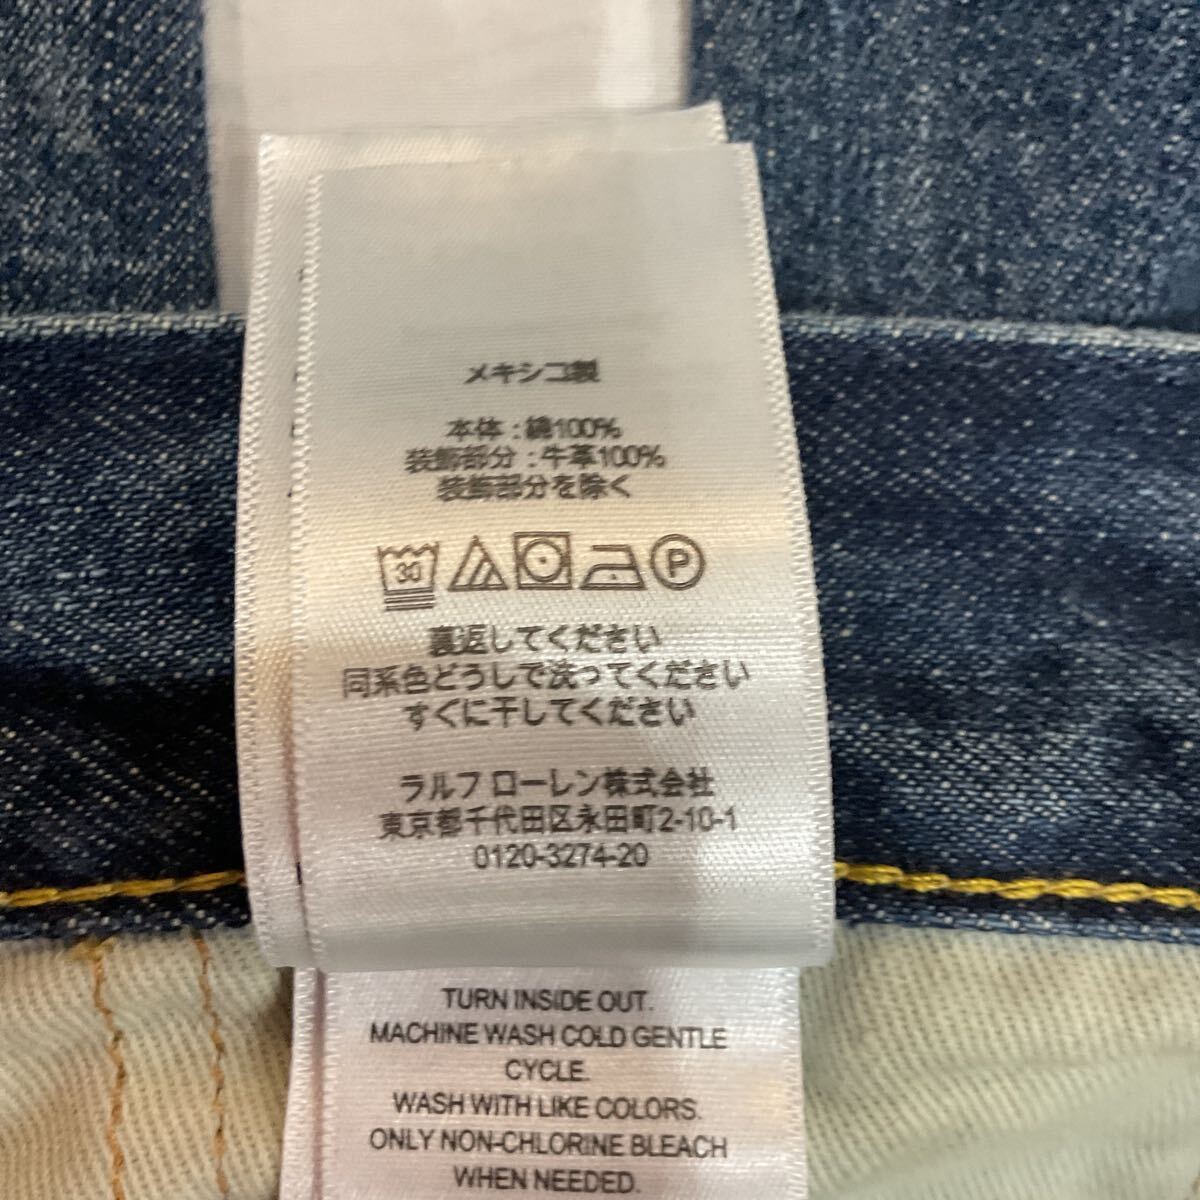 メキシコ製
本体 : 綿100%
装飾部分 : 牛革100%
装飾部分を除く
30 P
裏返してください
同系色どうしで洗ってください
すぐに干してください
ラルフ ローレン株式会社
東京都千代田区永田町2-10-1
0120-3274-20
TURN INSIDE OUT.
MACHINE WASH COLD GENTLE
CYCLE.
WASH WITH LIKE COLORS.
ONLY NON-CHLORINE BLEACH
WHEN NEEDED.